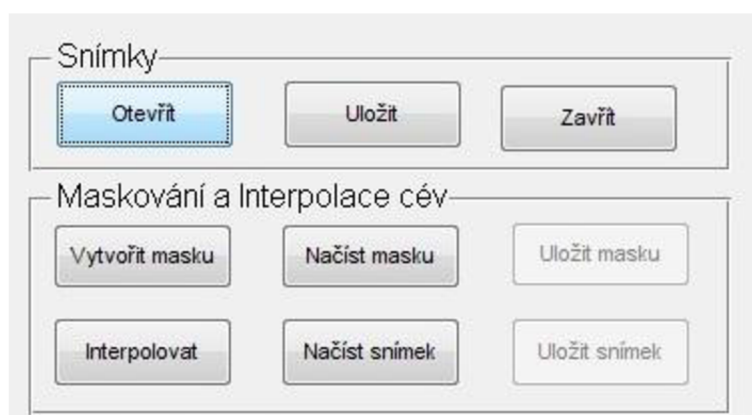 Snímky
Otevřít Uložit Zavřít
Maskování a Interpolace cév
Vytvořit masku Načíst masku Uložit masku
Interpolovat Načíst snímek Uložit snímek